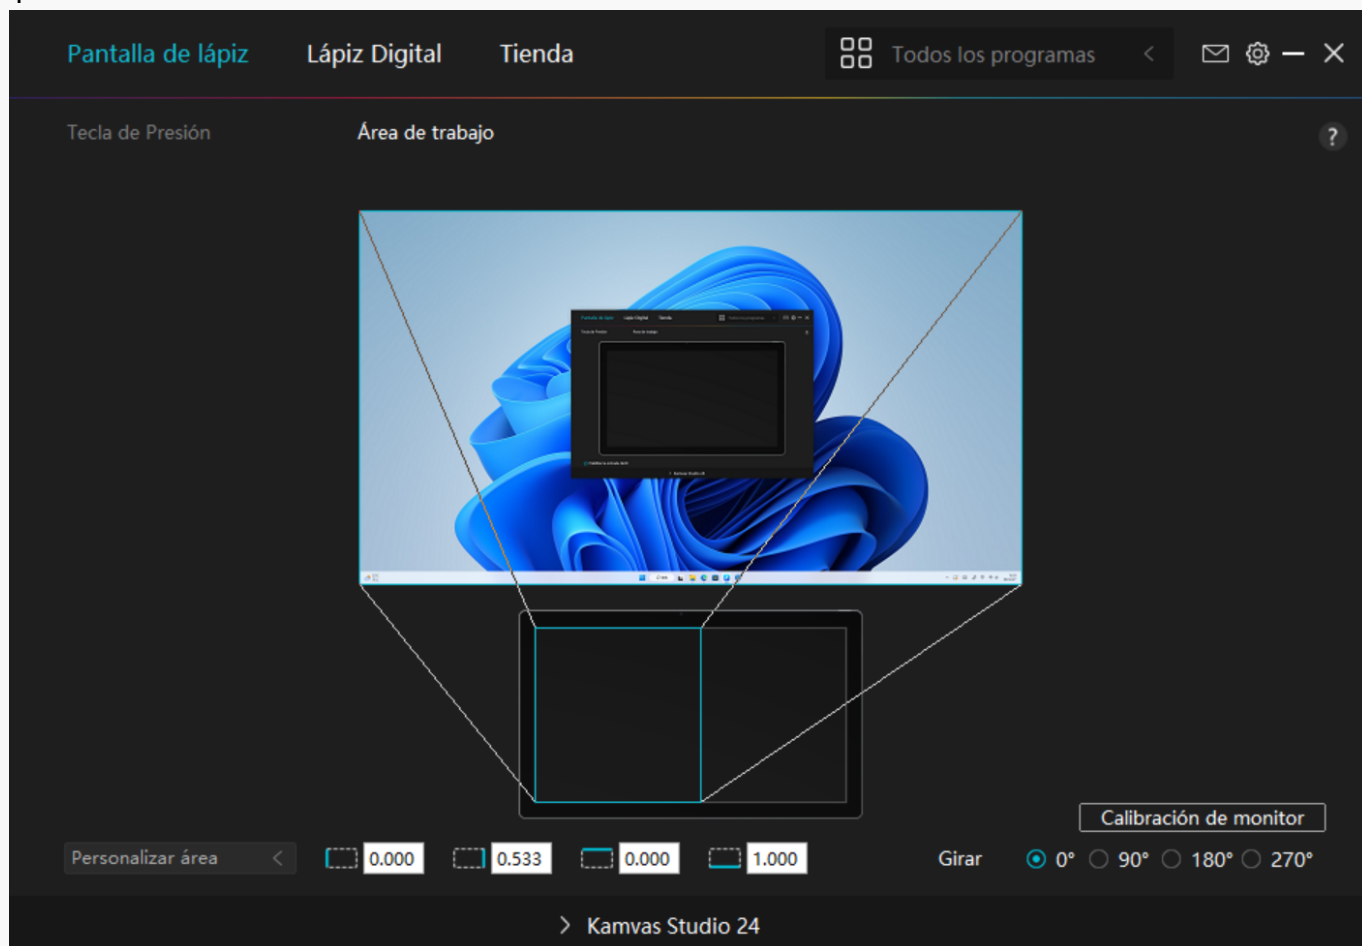 Pantalla de lápiz Lápiz Digital Tienda Todos los programas
Tecla de Presión Área de trabajo ?
Calibración de monitor
Personalizar área 0.000 0.533 0.000 1.000 Girar 0° 90° 180° 270°
Kamvas Studio 24